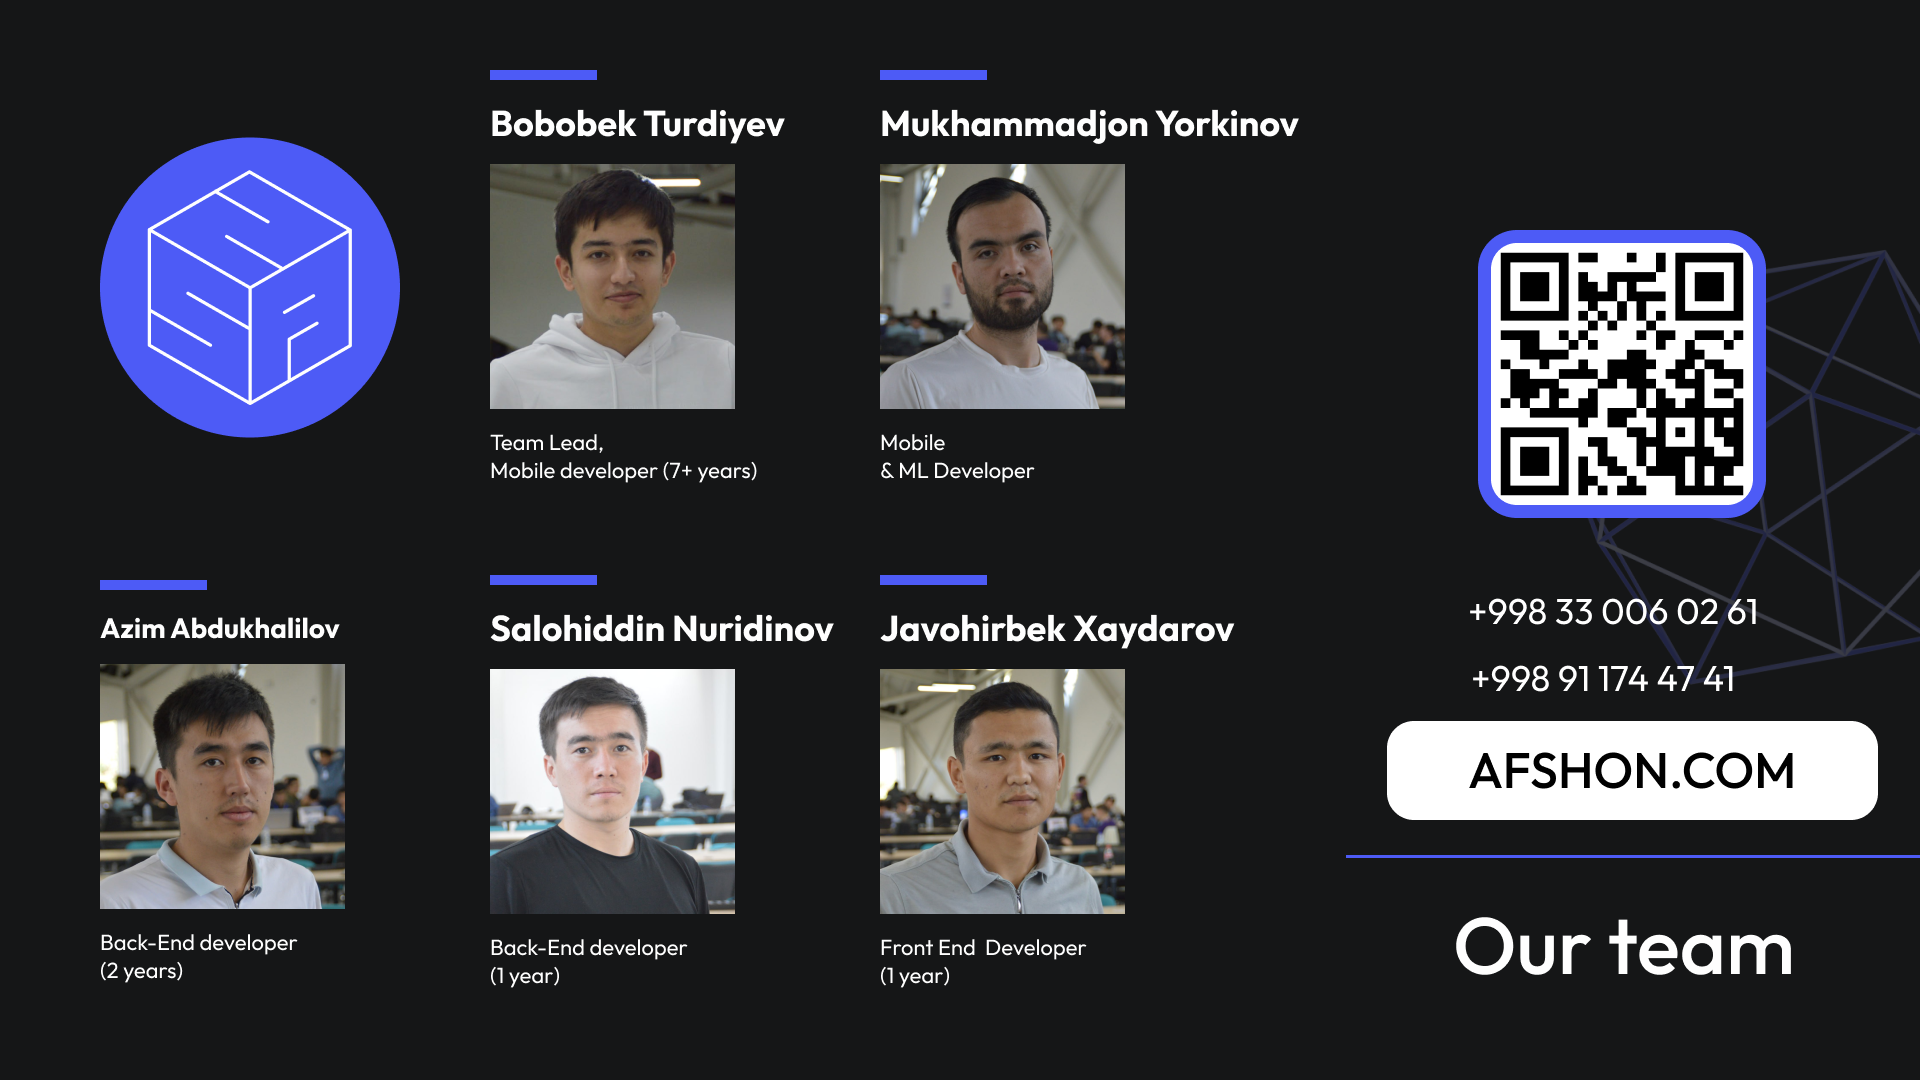 Bobobek Turdiyev
Team Lead,
Mobile developer (7+ years)
Mukhammadjon Yorkinov
Mobile
& ML Developer
Azim Abdukhalilov
Back-End developer
(2 years)
Salohiddin Nuridinov
Back-End developer
(1 year)
Javohirbek Xaydarov
Front End  Developer
(1 year)
+998 33 006 02 61
+998 91 174 47 41
AFSHON.COM
Our team